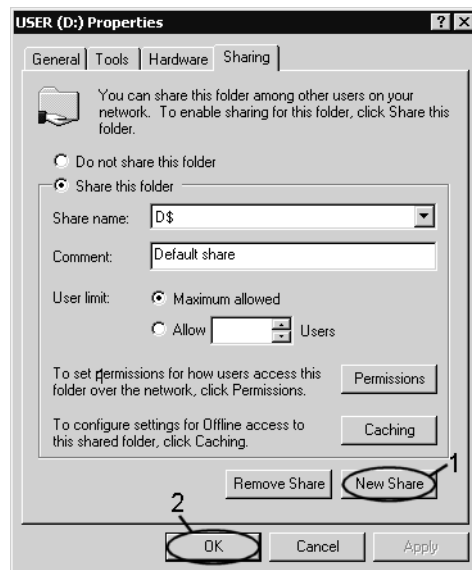 USER (D:) Properties
General Tools Hardware Sharing
You can share this folder among other users on your
network. To enable sharing for this folder, click Share this
folder.
Do not share this folder
Share this folder
Share name: D$
Comment: Default share
User limit: Maximum allowed
Allow Users
To set permissions for how users access this
folder over the network, click Permissions.
Permissions
To configure settings for Offline access to
this shared folder, click Caching.
Caching
1
Remove Share New Share
2
OK Cancel Apply